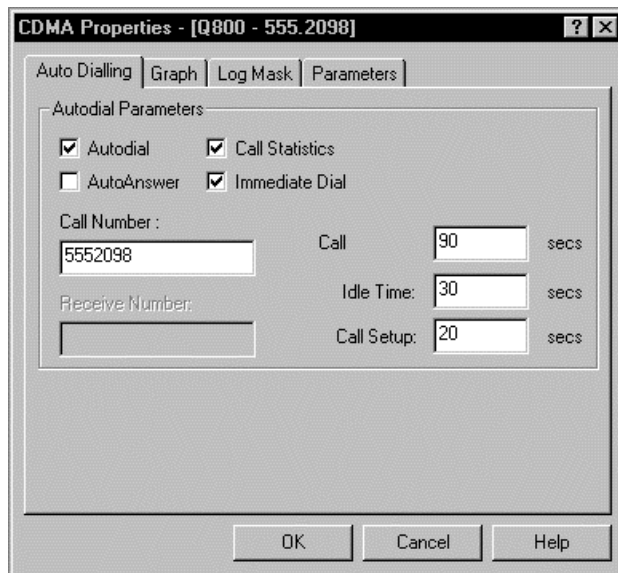 CDMA Properties - [Q800 - 555.2098]
Auto Dialling Graph Log Mask Parameters
Autodial Parameters
Autodial Call Statistics
AutoAnswer Immediate Dial
Call Number :
5552098
Call 90 secs
Receive Number:
Idle Time: 30 secs
Call Setup: 20 secs
OK Cancel Help